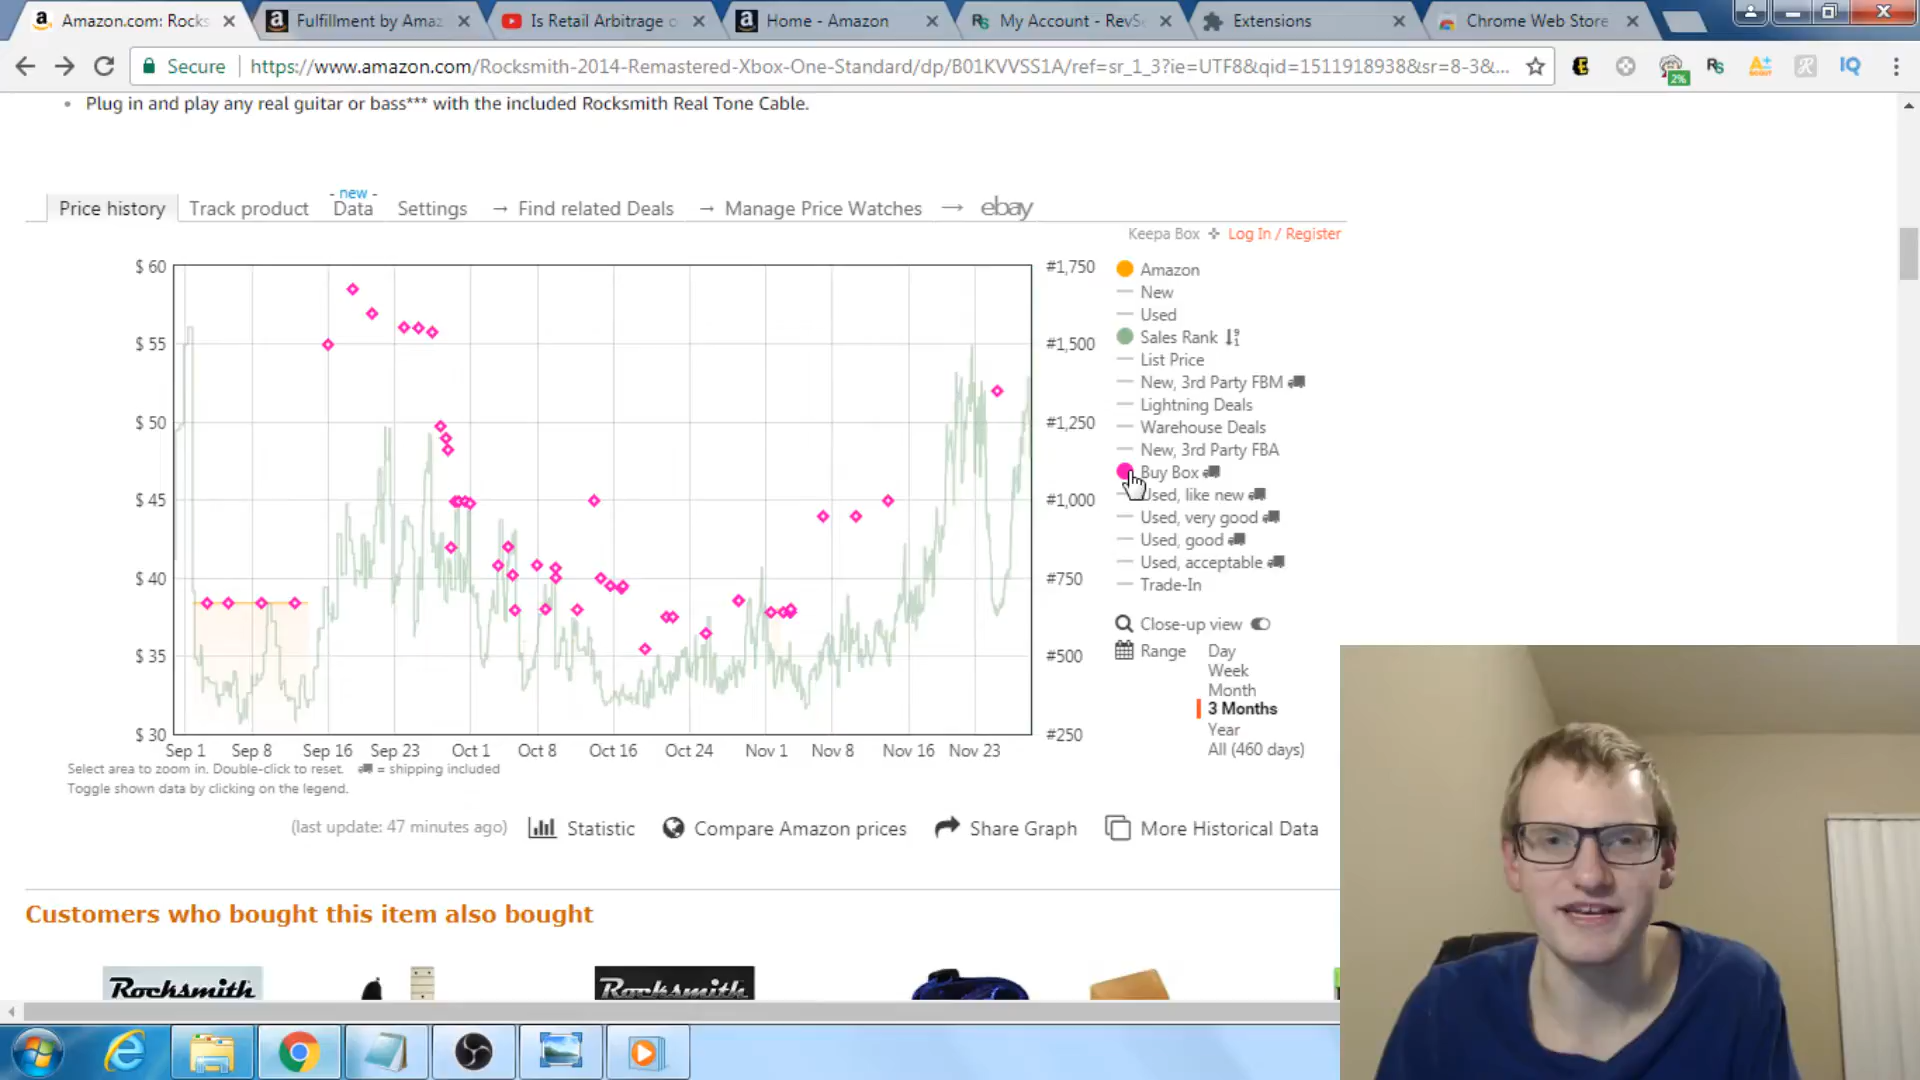 Amazon.com: Rocks
Fulfillment by Amaz
Is Retail Arbitrage o
Home - Amazon
My Account - RevSe
Extensions
Chrome Web Store
Secure
https://www.amazon.com/Rocksmith-2014-Remastered-Xbox-One-Standard/dp/B01KVVSS1A/ref=sr_1_3?ie=UTF8&qid=1511918938&sr=8-3&...
2%
RS
A+
IQ
• Plug in and play any real guitar or bass*** with the included Rocksmith Real Tone Cable.
Price history
Track product
- new -
Data
Settings
→ Find related Deals
→ Manage Price Watches
→ ebay
Keepa Box
Log In / Register
$ 60
$ 55
$ 50
$ 45
$ 40
$ 35
$ 30
#1,750
#1,500
#1,250
#1,000
#750
#500
#250
Sep 1
Sep 8
Sep 16
Sep 23
Oct 1
Oct 8
Oct 16
Oct 24
Nov 1
Nov 8
Nov 16
Nov 23
Amazon
New
Used
Sales Rank
List Price
New, 3rd Party FBM
Lightning Deals
Warehouse Deals
New, 3rd Party FBA
Buy Box
Used, like new
Used, very good
Used, good
Used, acceptable
Trade-In
Close-up view
Range
Day
Week
Month
3 Months
Year
All (460 days)
Select area to zoom in. Double-click to reset.
= shipping included
Toggle shown data by clicking on the legend.
(last update: 47 minutes ago)
Statistic
Compare Amazon prices
Share Graph
More Historical Data
Customers who bought this item also bought
Rocksmith
Rocksmith